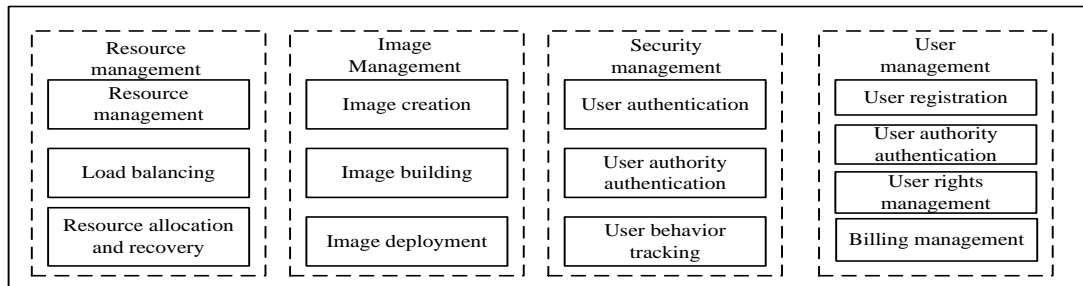 Resource
management
Resource
management
Load balancing
Resource allocation
and recovery
Image
Management
Image creation
Image building
Image deployment
Security
management
User authentication
User authority
authentication
User behavior
tracking
User
management
User registration
User authority
authentication
User rights
management
Billing management